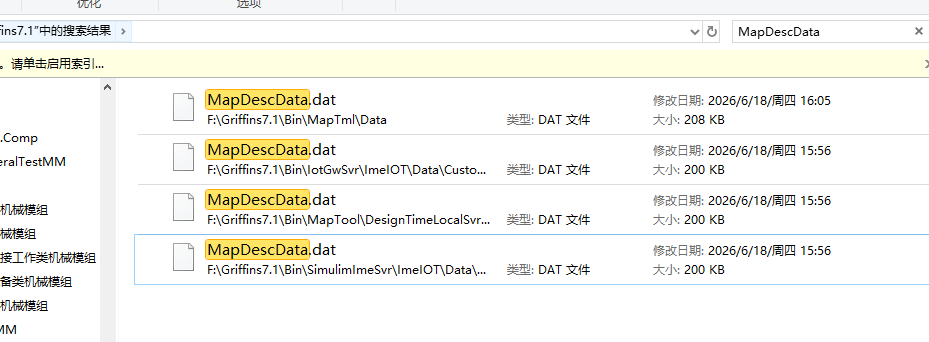 优化
选项
ffins7.1"中的搜索结果
MapDescData
。请单击启用索引...
.Comp
eralTestMM
机械模组
械模组
接工作类机械模组
备类机械模组
机械模组
MM
MapDescData.dat
修改日期: 2026/6/18/周四 16:05
F:\Griffins7.1\Bin\MapTml\Data
类型: DAT 文件
大小: 208 KB
MapDescData.dat
修改日期: 2026/6/18/周四 15:56
F:\Griffins7.1\Bin\IotGwSvr\ImeIOT\Data\Custo...
类型: DAT 文件
大小: 200 KB
MapDescData.dat
修改日期: 2026/6/18/周四 15:56
F:\Griffins7.1\Bin\MapTool\DesignTimeLocalSvr...
类型: DAT 文件
大小: 200 KB
MapDescData.dat
修改日期: 2026/6/18/周四 15:56
F:\Griffins7.1\Bin\SimulimImeSvr\ImeIOT\Data\...
类型: DAT 文件
大小: 200 KB